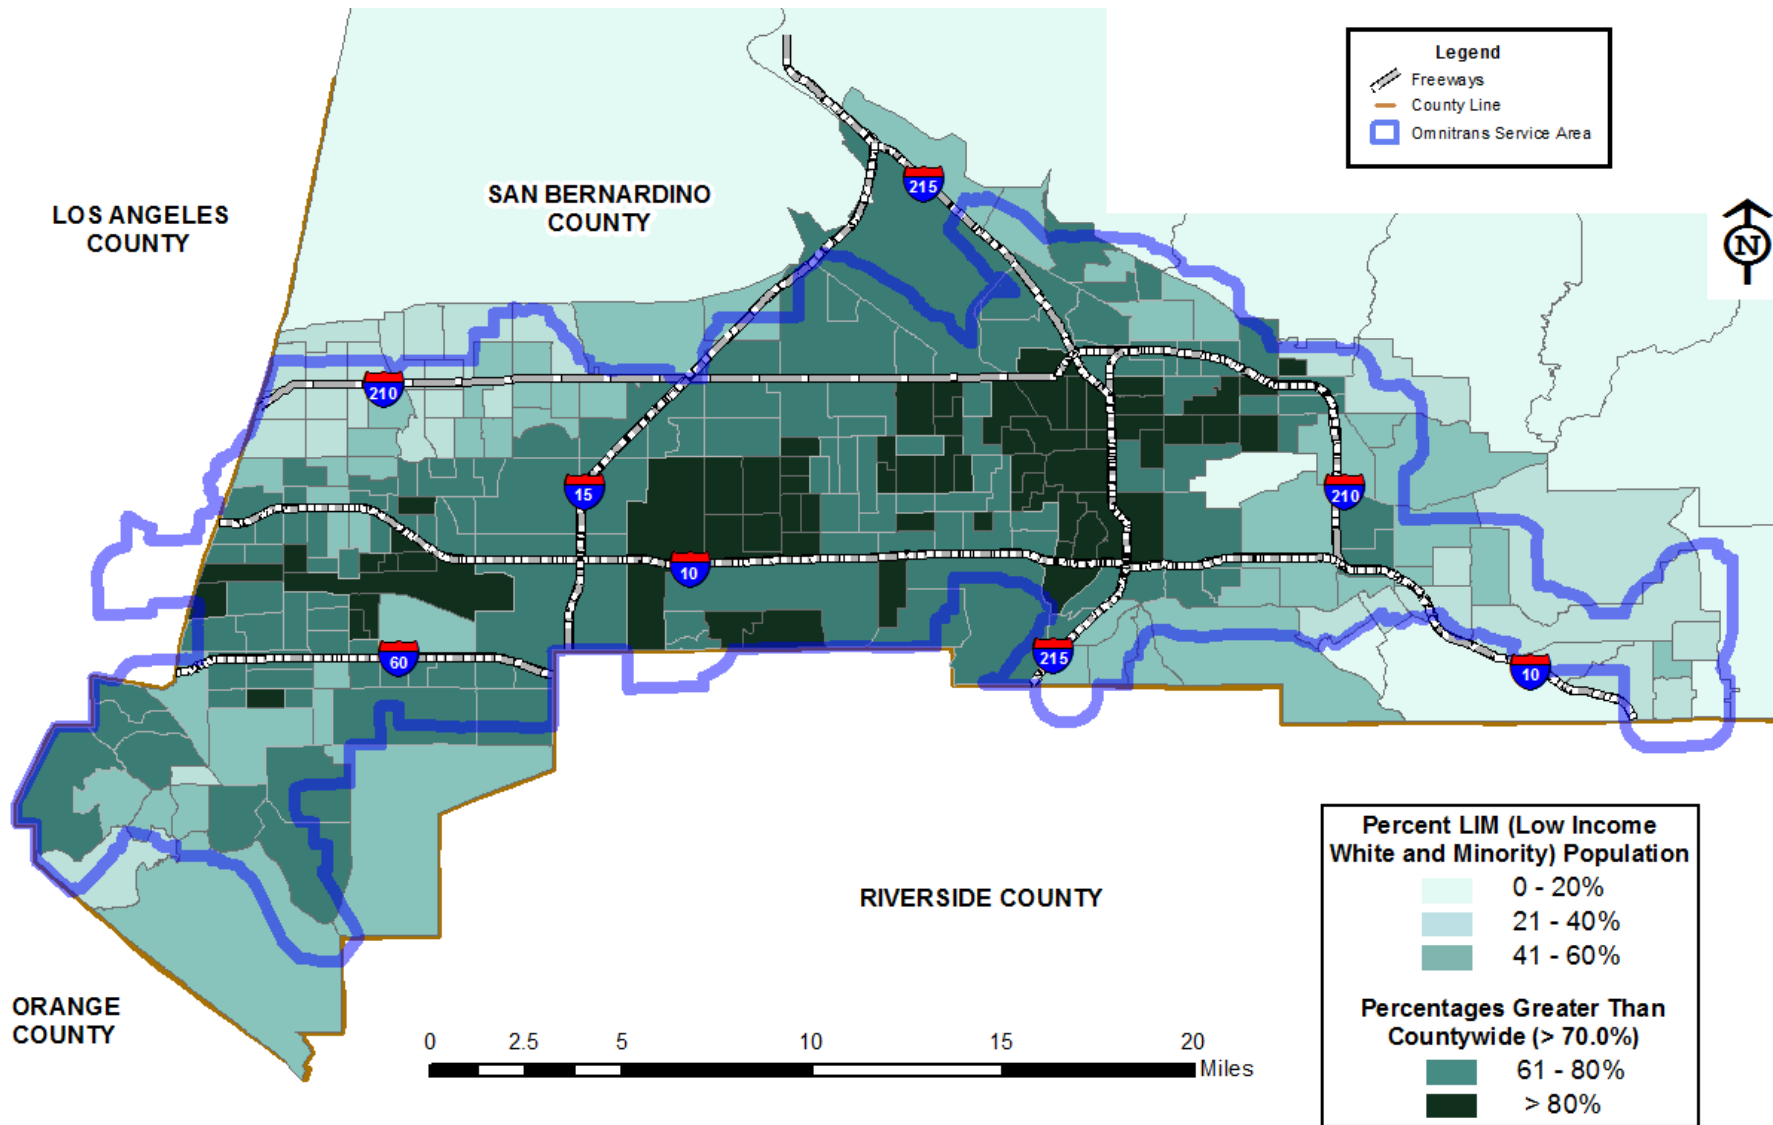 Legend
Freeways
County Line
Omnitrans Service Area
215
SAN BERNARDINO
COUNTY
LOS ANGELES
COUNTY
N
210
15
210
10
60
215
10
Percent LIM (Low Income
White and Minority) Population
0 - 20%
21 - 40%
41 - 60%
Percentages Greater Than
Countywide (> 70.0%)
61 - 80%
> 80%
RIVERSIDE COUNTY
ORANGE
COUNTY
0 2.5 5 10 15 20
Miles